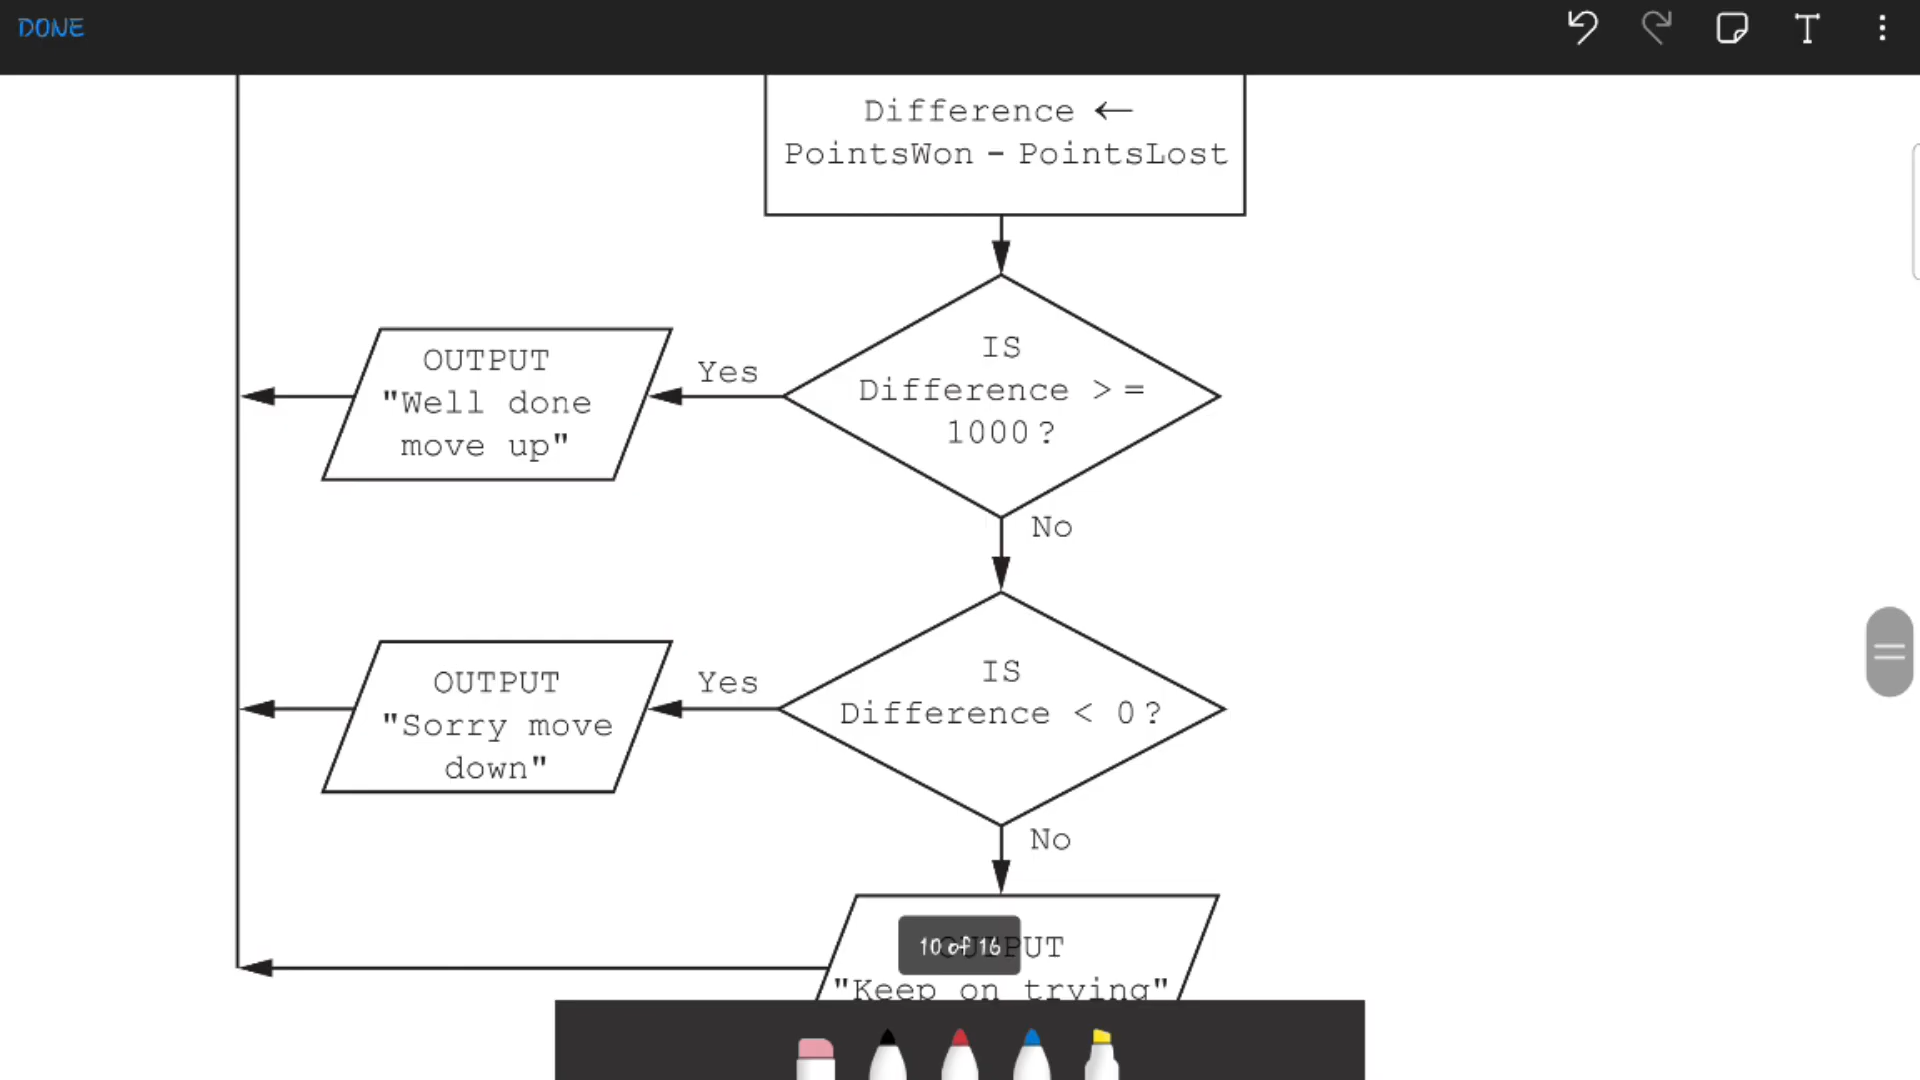 DONE
Difference ←
PointsWon - PointsLost
IS
Difference >=
1000?
Yes
OUTPUT
"Well done
move up"
No
IS
Difference < 0?
Yes
OUTPUT
"Sorry move
down"
No
OUTPUT
10 of 16
"Keep on trying"
T